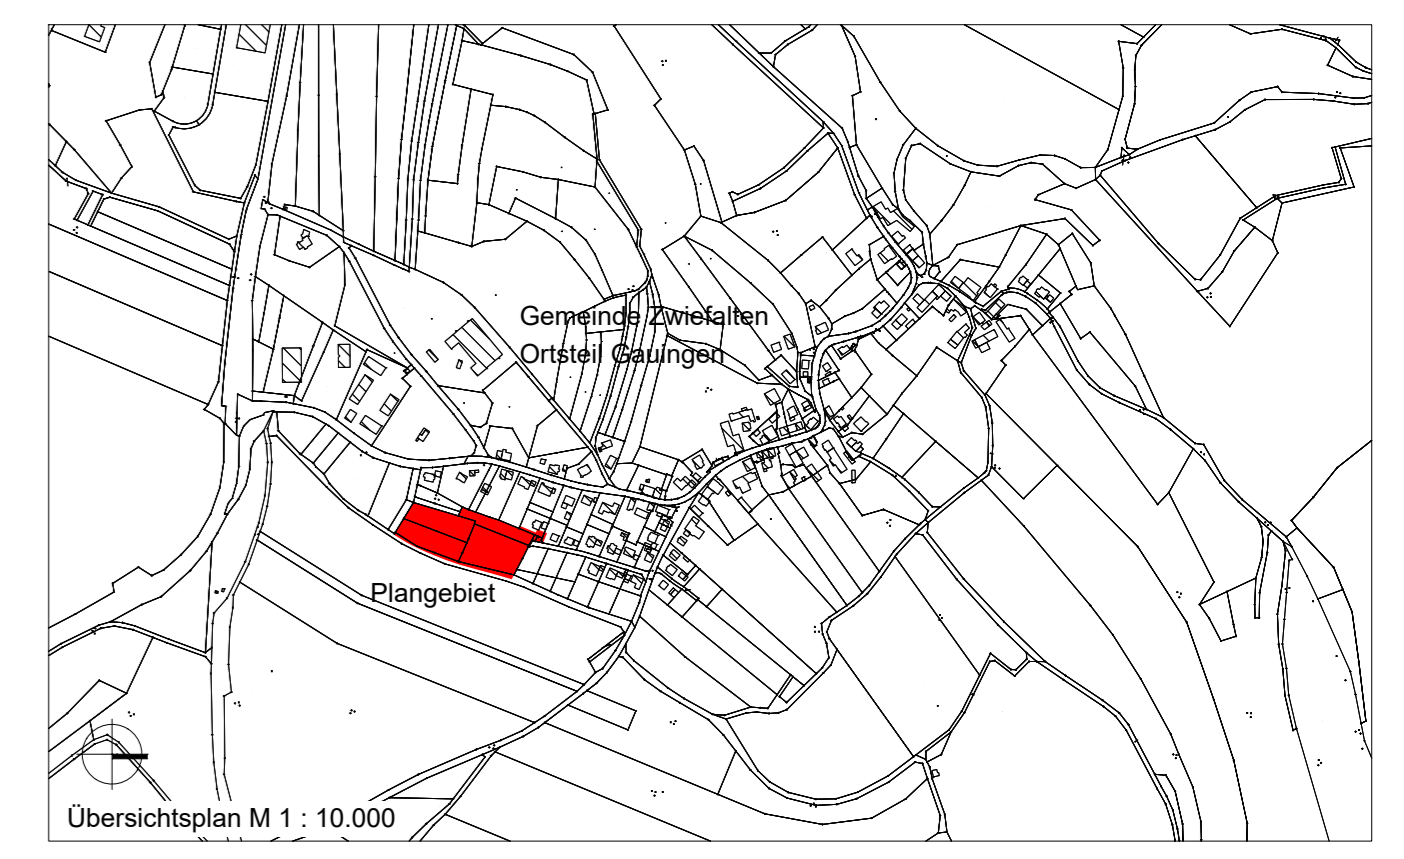 Gemeinde Zwiefalten
Ortsteil Gauingen
Plangebiet
Übersichtsplan M 1 : 10.000